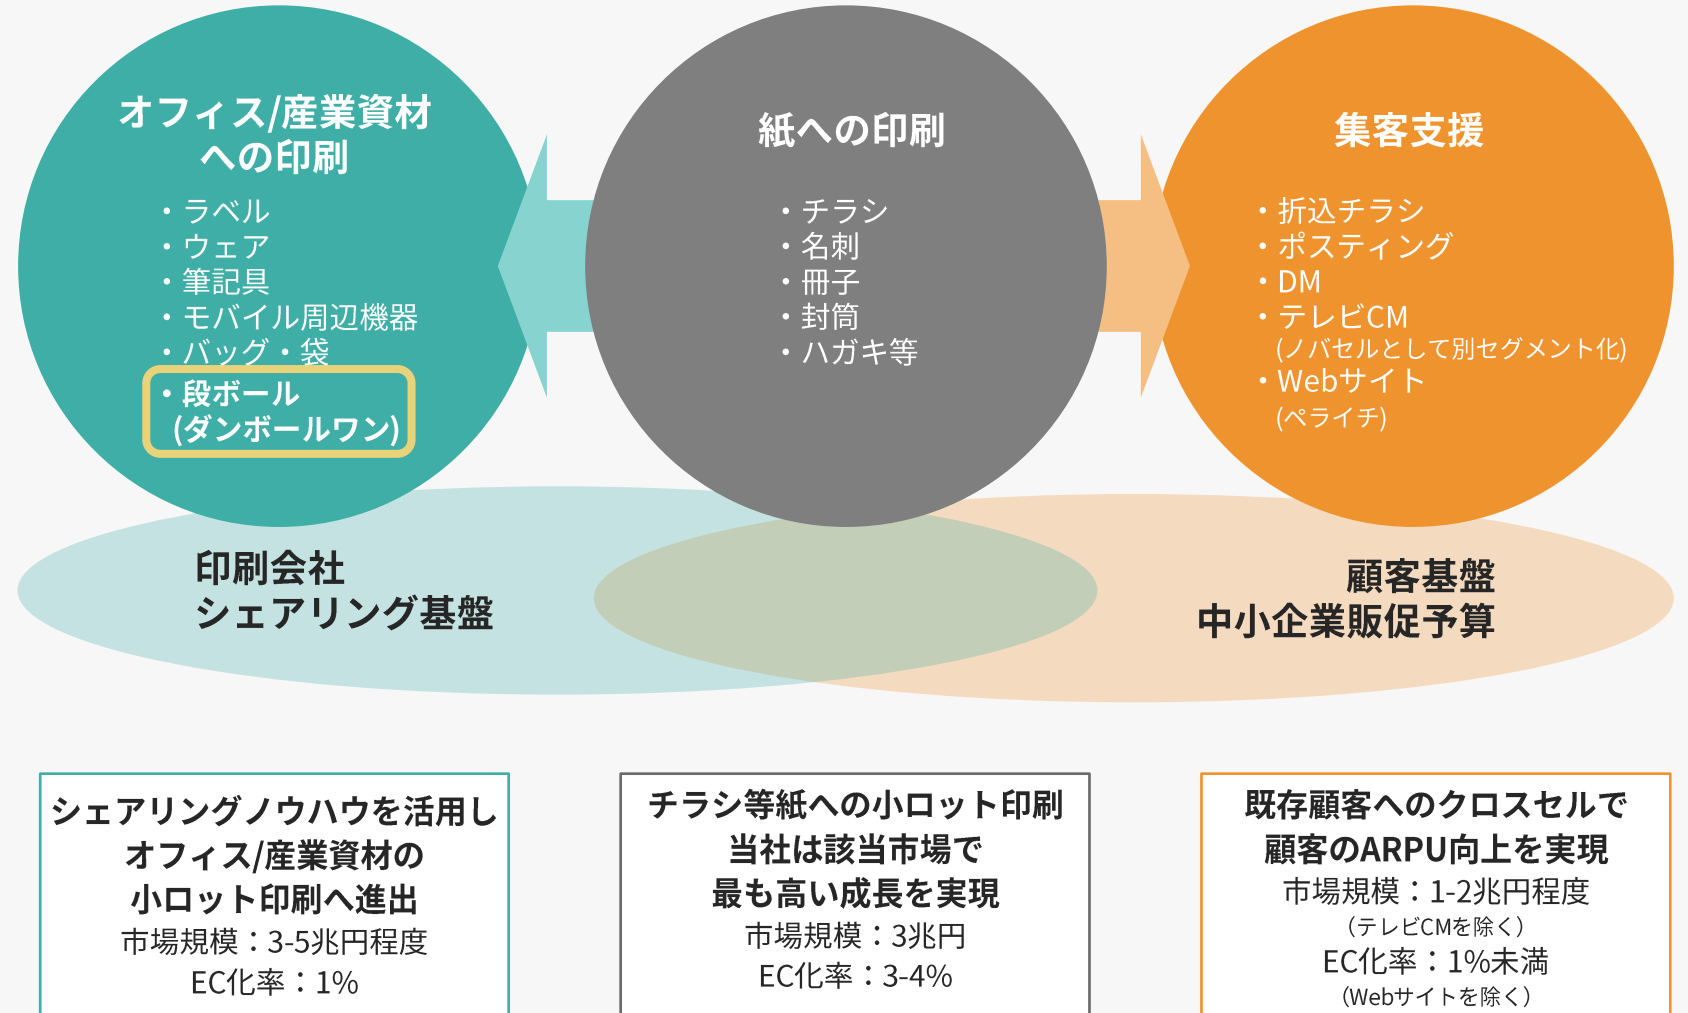 オフィス/産業資材
への印刷
・ラベル
・ウェア
・筆記具
・モバイル周辺機器
・バッグ・袋
・段ボール
(ダンボールワン)
紙への印刷
・チラシ
・名刺
・冊子
・封筒
・ハガキ等
集客支援
・折込チラシ
・ポスティング
・DM
・テレビCM
(ノバセルとして別セグメント化)
・Webサイト
(ペライチ)
印刷会社
シェアリング基盤
顧客基盤
中小企業販促予算
シェアリングノウハウを活用し
オフィス/産業資材の
小ロット印刷へ進出
市場規模：3-5兆円程度
EC化率：1%
チラシ等紙への小ロット印刷
当社は該当市場で
最も高い成長を実現
市場規模：3兆円
EC化率：3-4%
既存顧客へのクロスセルで
顧客のARPU向上を実現
市場規模：1-2兆円程度
（テレビCMを除く）
EC化率：1%未満
（Webサイトを除く）